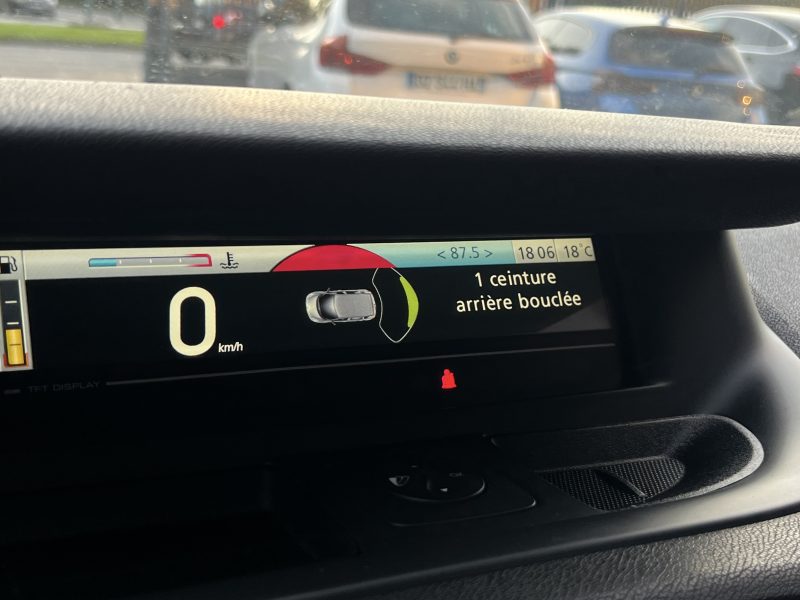 < 87.5 > 18 06 18°C
1 ceinture
arrière bouclée
0 km/h
TFT DISPLAY